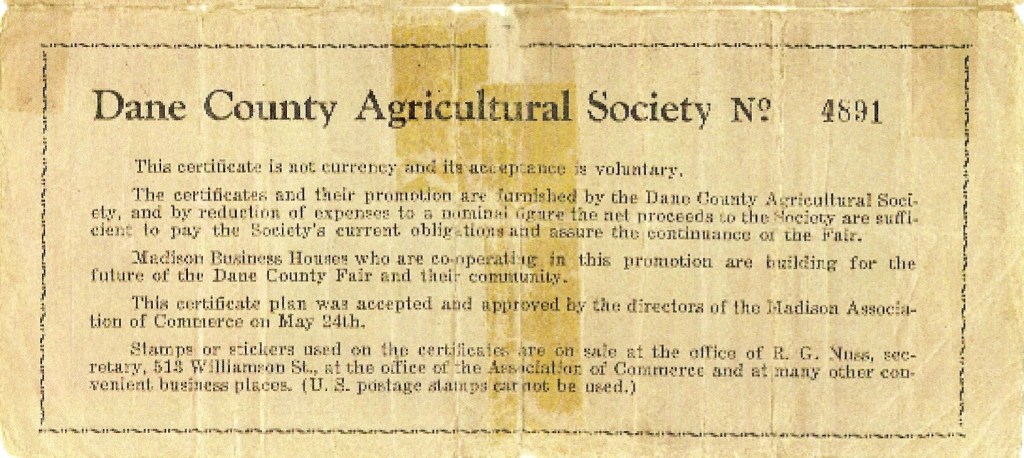 Dane County Agricultural Society Nº 4891
This certificate is not currency and its acceptance is voluntary.
The certificates and their promotion are furnished by the Dane County Agricultural Soci-
ety, and by reduction of expenses to a nominal figure the net proceeds to the Society are suffi-
cient to pay the Society's current obligations and assure the continuance of the Fair.
Madison Business Houses who are co-operating in this promotion are building for the
future of the Dane County Fair and their community.
This certificate plan was accepted and approved by the directors of the Madison Associa-
tion of Commerce on May 24th.
Stamps or stickers used on the certificates are on sale at the office of R. G. Nuss, sec-
retary, 513 Williamson St., at the office of the Association of Commerce and at many other con-
venient business places. (U. S. postage stamps cannot be used.)